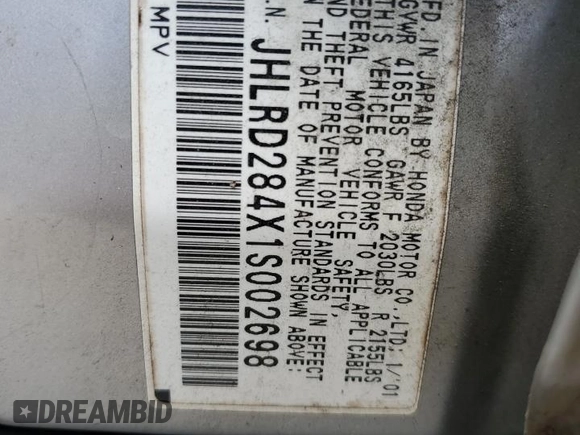 MFD. IN JAPAN BY HONDA MOTOR CO., LTD; 1/'01
GVWR 4165LBS GAWR F 2030LBS R 2155LBS
THIS VEHICLE CONFORMS TO ALL APPLICABLE
FEDERAL MOTOR VEHICLE SAFETY,
AND THEFT PREVENTION STANDARDS IN EFFECT
ON THE DATE OF MANUFACTURE SHOWN ABOVE:
.N. JHLRD284X1S002698
MPV
DREAMBID